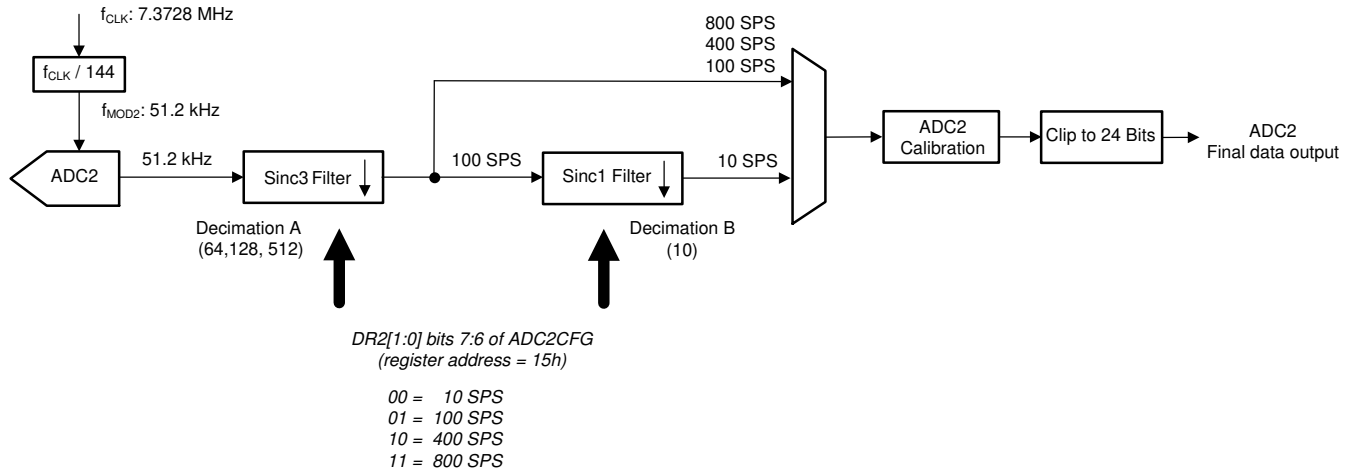 fCLK: 7.3728 MHz
fCLK / 144
fMOD2: 51.2 kHz
800 SPS
400 SPS
100 SPS
ADC2
51.2 kHz
Sinc3 Filter
100 SPS
Sinc1 Filter
10 SPS
ADC2
Calibration
Clip to 24 Bits
ADC2
Final data output
Decimation A
(64,128, 512)
Decimation B
(10)
DR2[1:0] bits 7:6 of ADC2CFG
(register address = 15h)
00 = 10 SPS
01 = 100 SPS
10 = 400 SPS
11 = 800 SPS